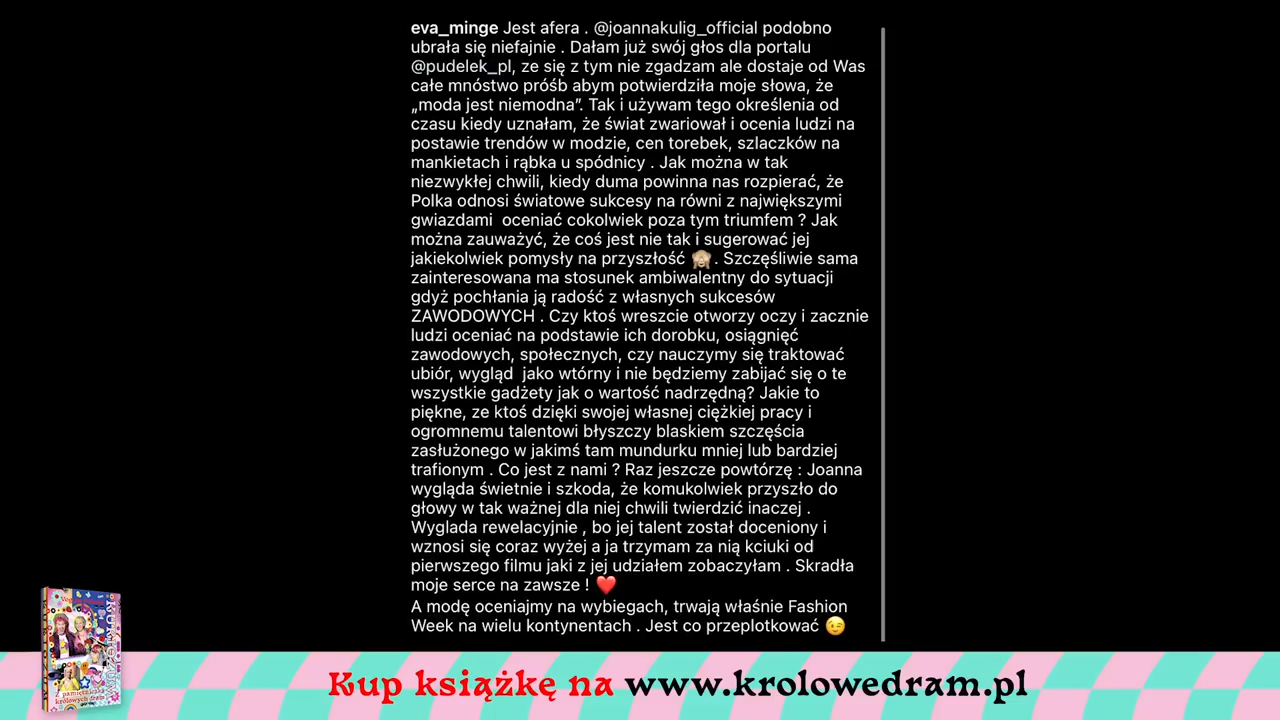 eva_minge Jest afera . @joannakulig_official podobno
ubrała się niefajnie . Dałam już swój głos dla portalu
@pudelek_pl, ze się z tym nie zgadzam ale dostaje od Was
całe mnóstwo próśb abym potwierdziła moje słowa, że
„moda jest niemodna”. Tak i używam tego określenia od
czasu kiedy uznałam, że świat zwariował i ocenia ludzi na
postawie trendów w modzie, cen torebek, szlaczków na
mankietach i rąbka u spódnicy . Jak można w tak
niezwykłej chwili, kiedy duma powinna nas rozpierać, że
Polka odnosi światowe sukcesy na równi z największymi
gwiazdami oceniać cokolwiek poza tym triumfem ? Jak
można zauważyć, że coś jest nie tak i sugerować jej
jakiekolwiek pomysły na przyszłość 🙈 . Szczęśliwie sama
zainteresowana ma stosunek ambiwalentny do sytuacji
gdyż pochłania ją radość z własnych sukcesów
ZAWODOWYCH . Czy ktoś wreszcie otworzy oczy i zacznie
ludzi oceniać na podstawie ich dorobku, osiągnięć
zawodowych, społecznych, czy nauczymy się traktować
ubiór, wygląd jako wtórny i nie będziemy zabijać się o te
wszystkie gadżety jak o wartość nadrzędną? Jakie to
piękne, ze ktoś dzięki swojej własnej ciężkiej pracy i
ogromnemu talentowi błyszczy blaskiem szczęścia
zasłużonego w jakimś tam mundurku mniej lub bardziej
trafionym . Co jest z nami ? Raz jeszcze powtórzę : Joanna
wygląda świetnie i szkoda, że komukolwiek przyszło do
głowy w tak ważnej dla niej chwili twierdzić inaczej .
Wyglada rewelacyjnie , bo jej talent został doceniony i
wznosi się coraz wyżej a ja trzymam za nią kciuki od
pierwszego filmu jaki z jej udziałem zobaczyłam . Skradła
moje serce na zawsze ! ❤️
A modę oceniajmy na wybiegach, trwają właśnie Fashion
Week na wielu kontynentach . Jest co przeplotkować 😉
Z pamiętnika
królowych dram
Kup książkę na www.krolowedram.pl